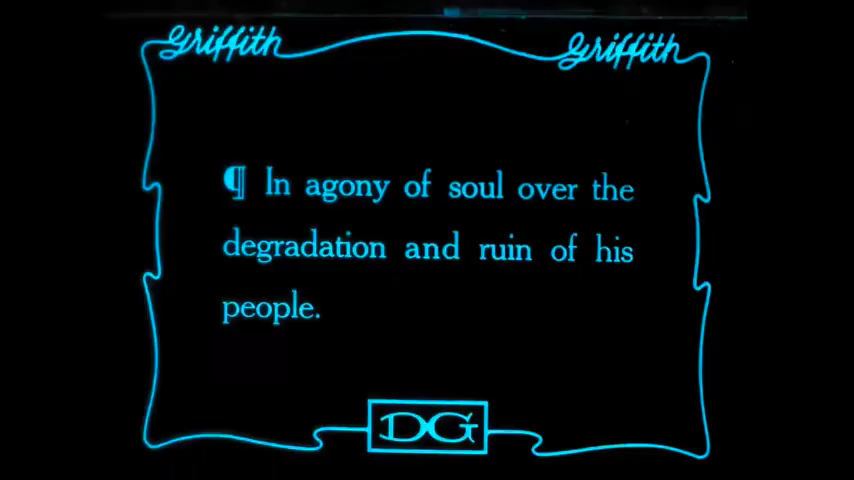 Griffith Griffith
¶ In agony of soul over the
degradation and ruin of his
people.
DG